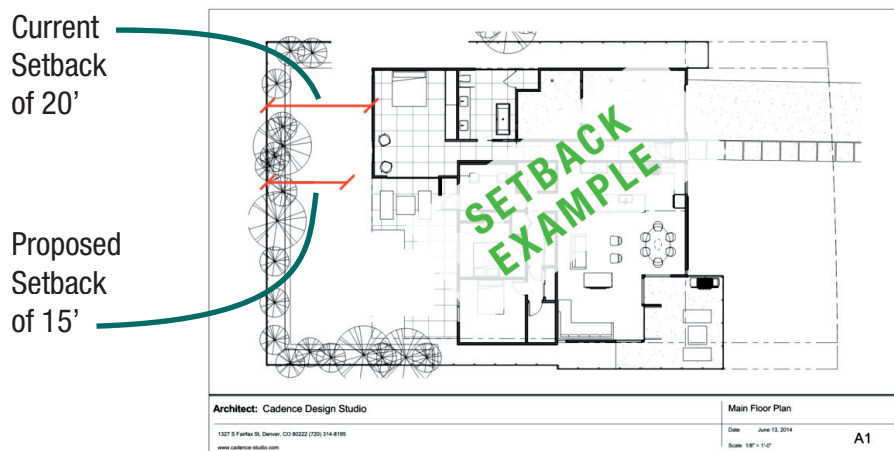 Current
Setback
of 20’
Proposed
Setback
of 15’
SETBACK
EXAMPLE
Architect: Cadence Design Studio
1327 S Fairfax St, Denver, CO 80222 (720) 314-8195
www.cadence-studio.com
Main Floor Plan
Date June 13, 2014
Scale 1/8" = 1'-0"
A1